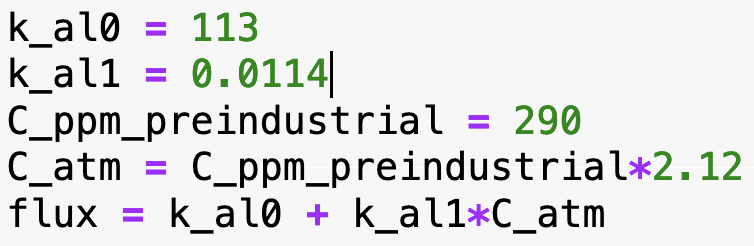 k_al0 = 113
k_al1 = 0.0114
C_ppm_preindustrial = 290
C_atm = C_ppm_preindustrial*2.12
flux = k_al0 + k_al1*C_atm